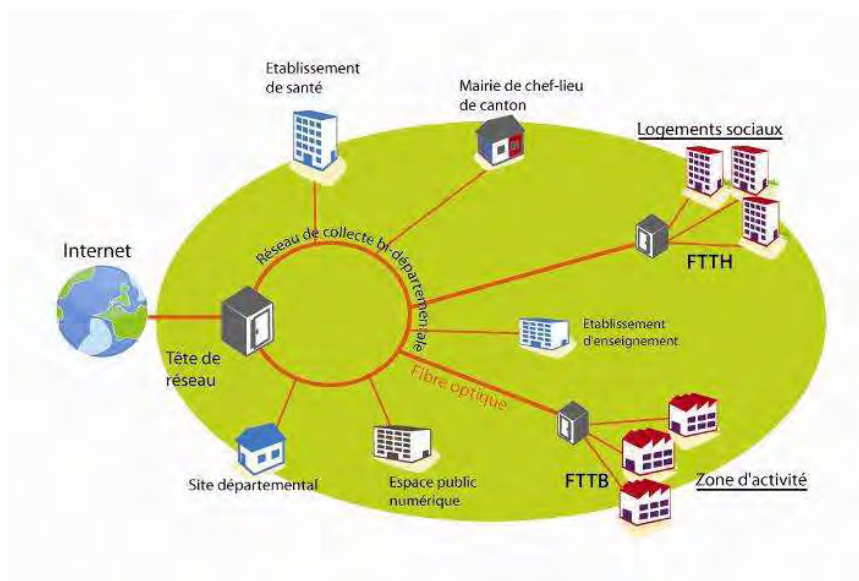 Etablissement
de santé
Mairie de chef-lieu
de canton
Logements sociaux
Réseau de collecte bi-départementale
Internet
FTTH
Etablissement
d'enseignement
Tête de
réseau
Fibre optique
Site départemental
Espace public
numérique
FTTB
Zone d'activité